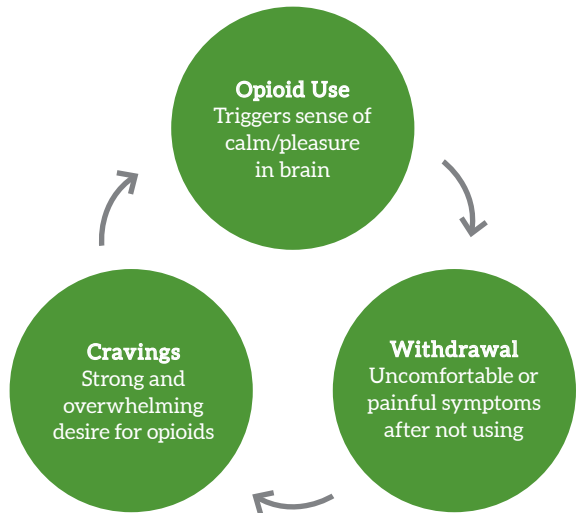 Opioid Use
Triggers sense of
calm/pleasure
in brain
Withdrawal
Uncomfortable or
painful symptoms
after not using
Cravings
Strong and
overwhelming
desire for opioids